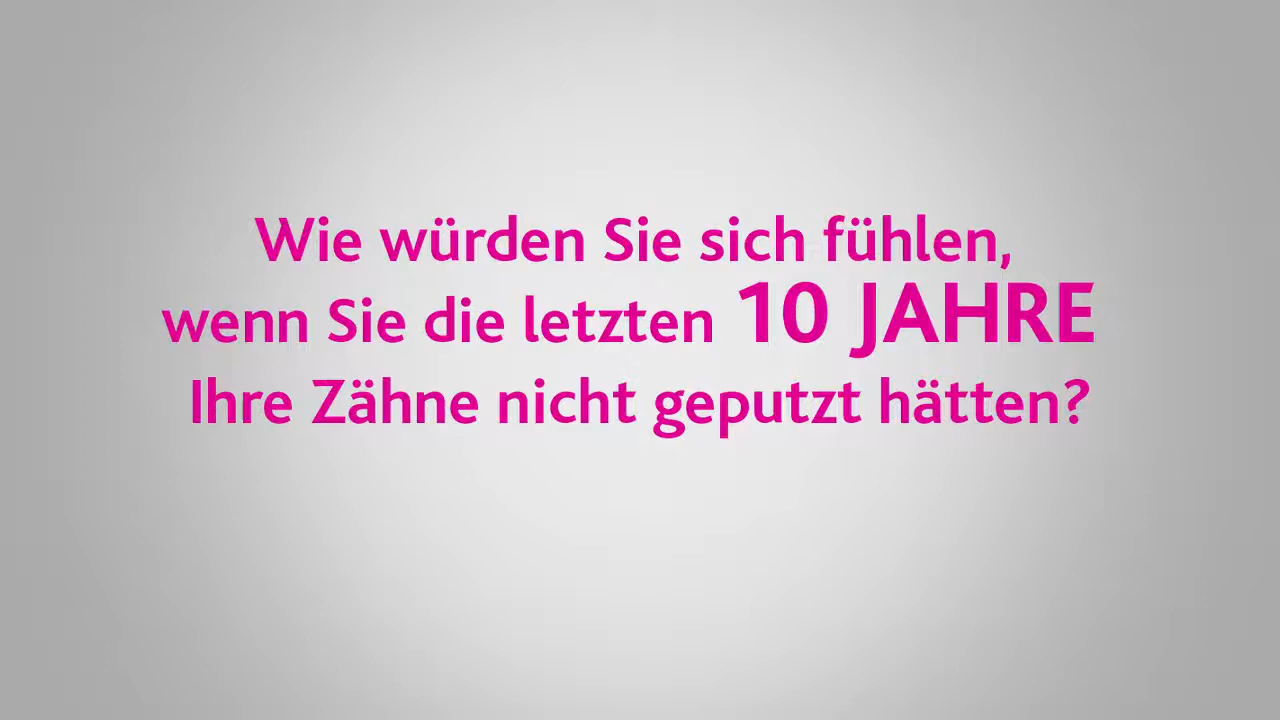 Wie würden Sie sich fühlen,
wenn Sie die letzten 10 JAHRE
Ihre Zähne nicht geputzt hätten?